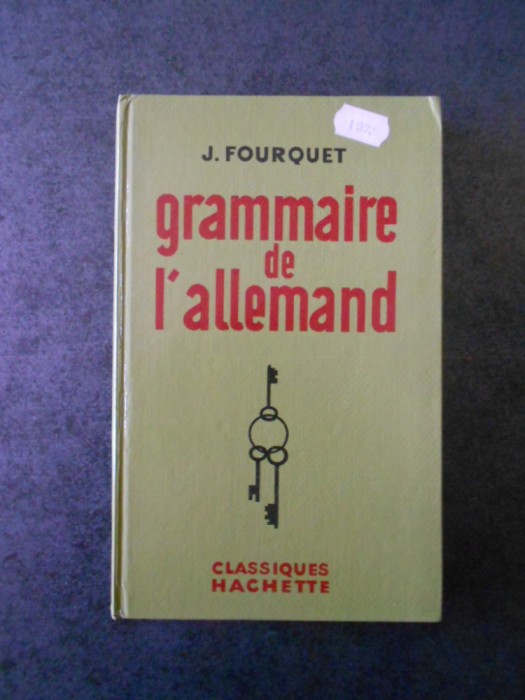 J. FOURQUET
grammaire
de
l'allemand
CLASSIQUES
HACHETTE